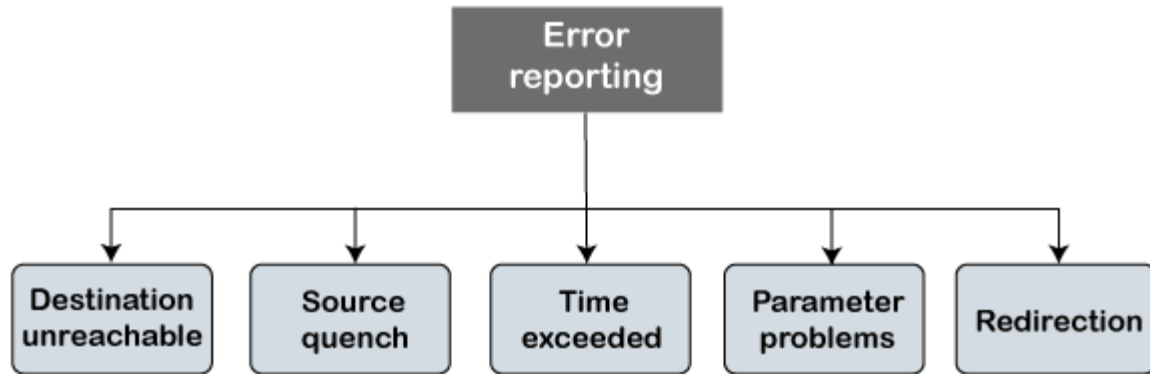 Error
reporting
Destination
unreachable
Source
quench
Time
exceeded
Parameter
problems
Redirection